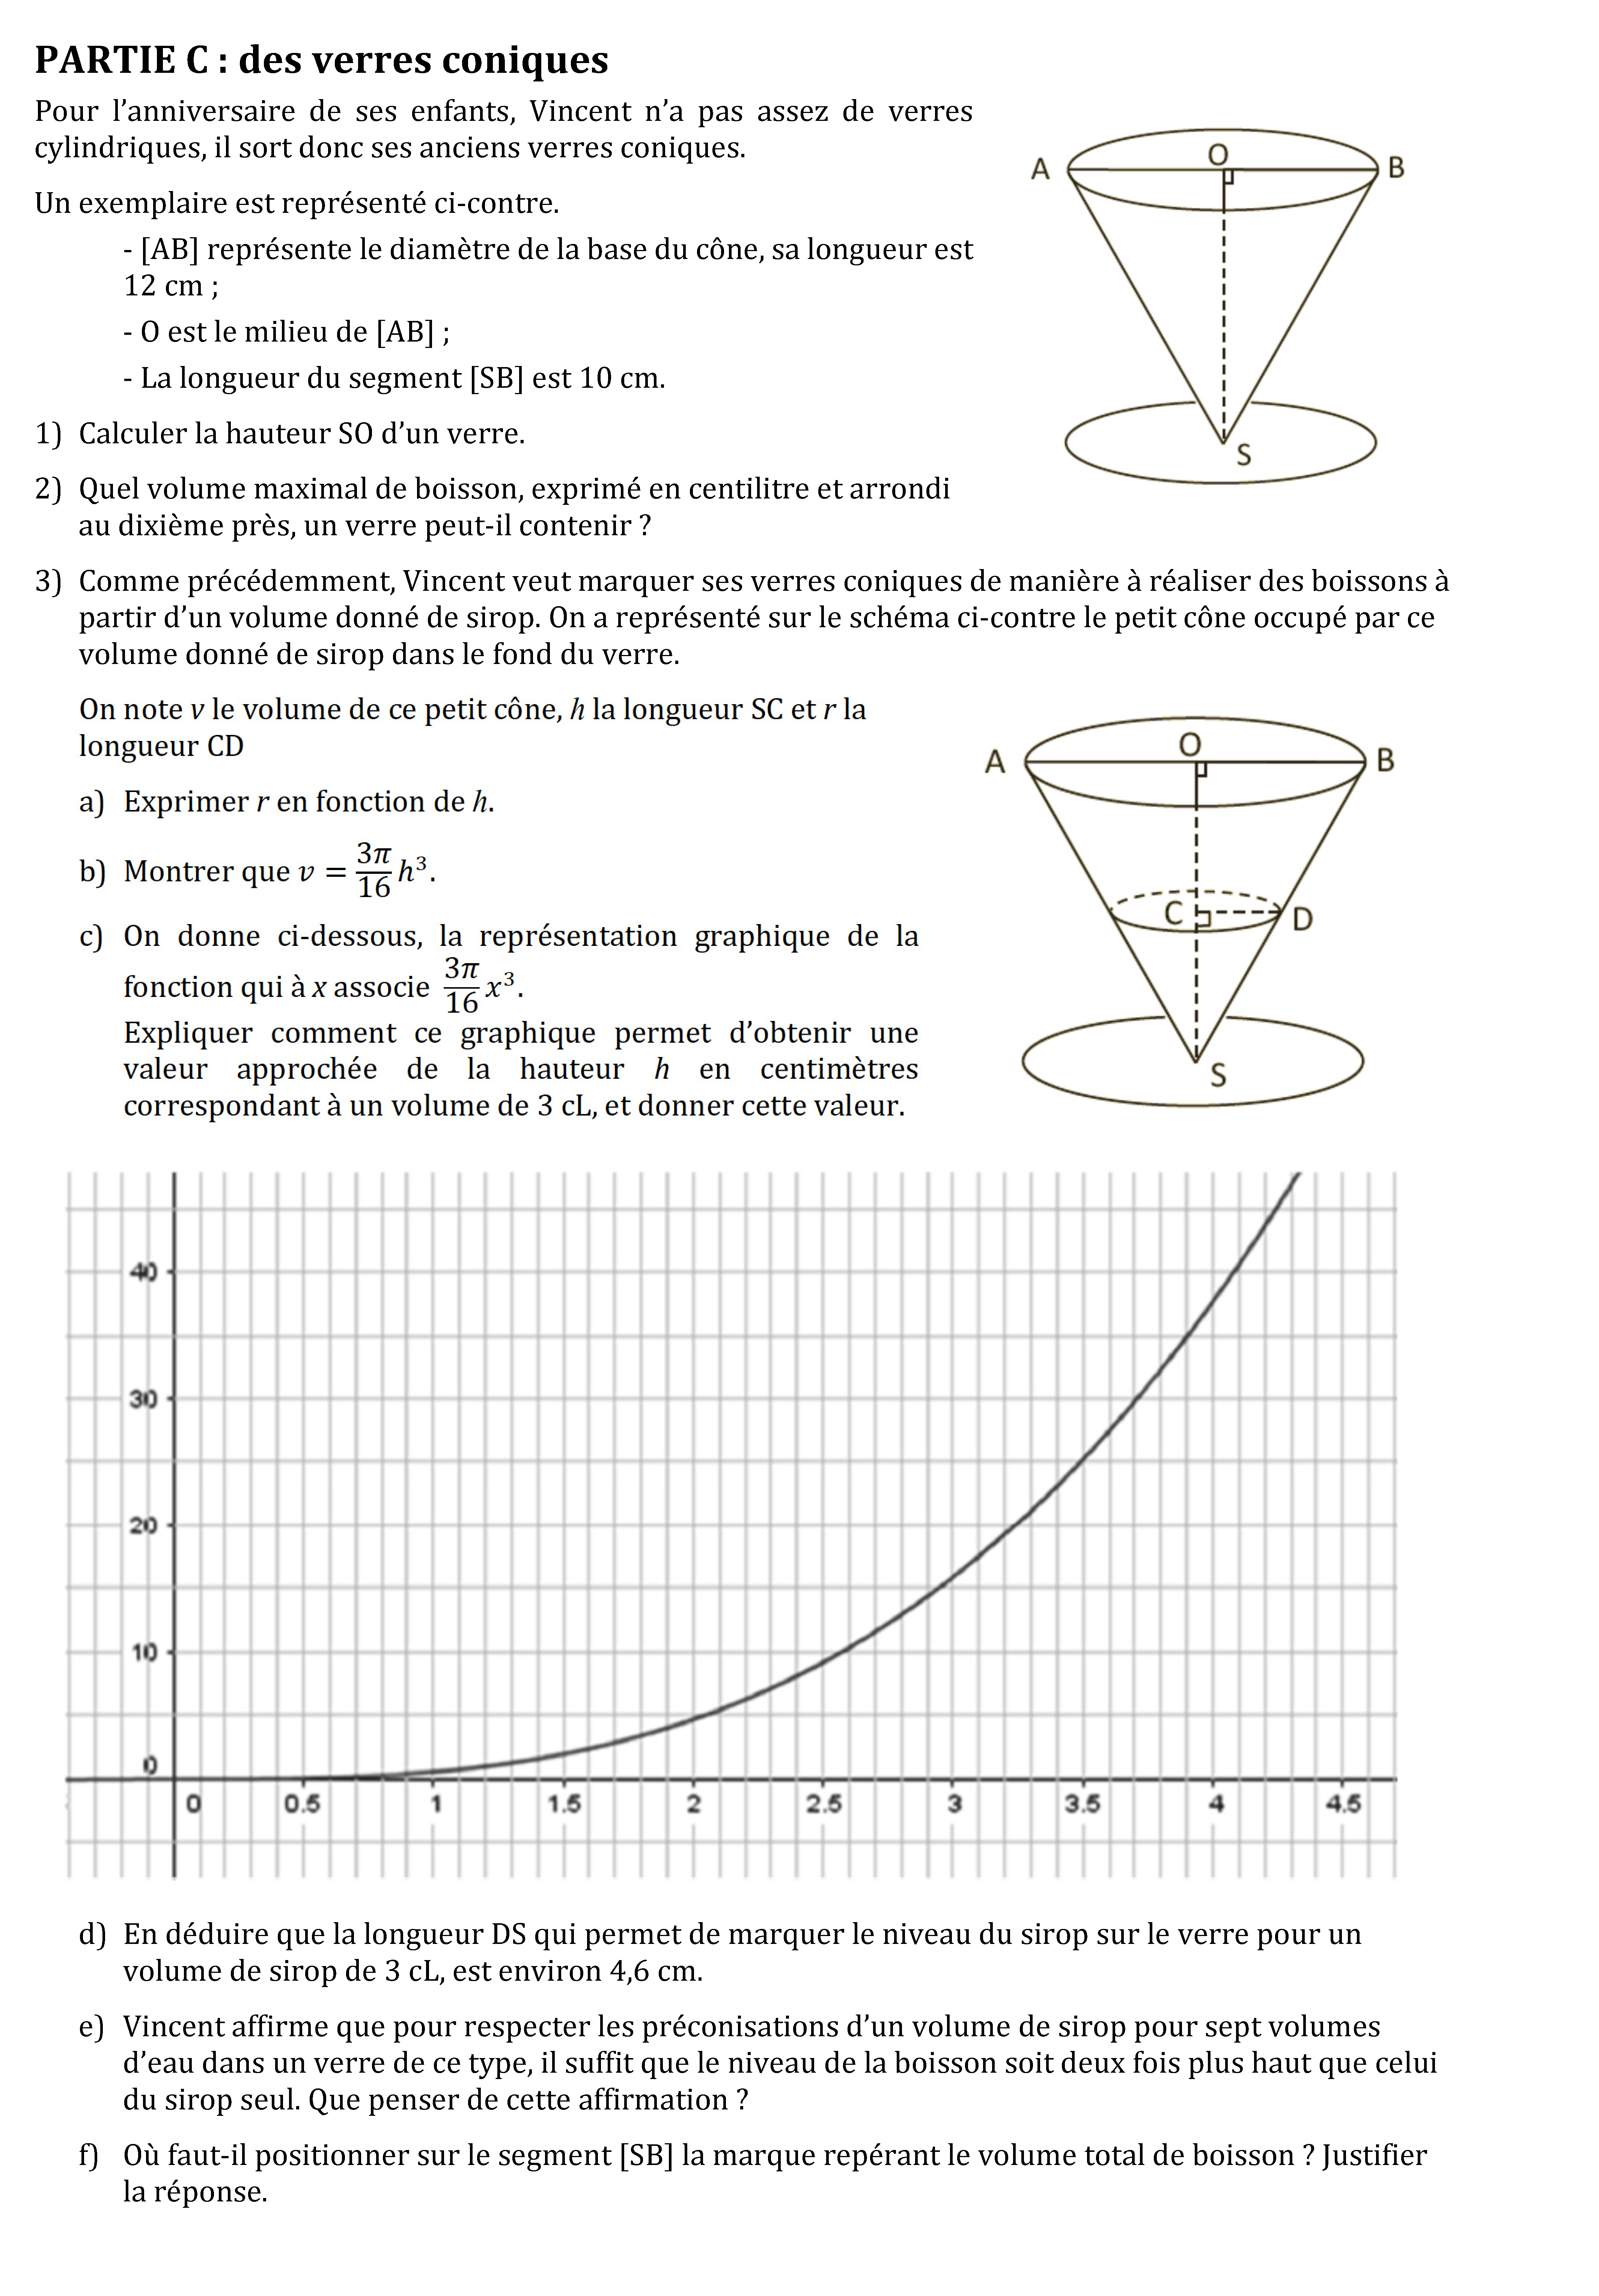 PARTIE C : des verres coniques
Pour l’anniversaire de ses enfants, Vincent n’a pas assez de verres
cylindriques, il sort donc ses anciens verres coniques.
Un exemplaire est représenté ci-contre.
- [AB] représente le diamètre de la base du cône, sa longueur est
12 cm ;
- O est le milieu de [AB] ;
- La longueur du segment [SB] est 10 cm.
A
O
B
S
1) Calculer la hauteur SO d’un verre.
2) Quel volume maximal de boisson, exprimé en centilitre et arrondi
au dixième près, un verre peut-il contenir ?
3) Comme précédemment, Vincent veut marquer ses verres coniques de manière à réaliser des boissons à
partir d’un volume donné de sirop. On a représenté sur le schéma ci-contre le petit cône occupé par ce
volume donné de sirop dans le fond du verre.
On note v le volume de ce petit cône, h la longueur SC et r la
longueur CD
a) Exprimer r en fonction de h.
b) Montrer que v = 3π/16 h³.
c) On donne ci-dessous, la représentation graphique de la
fonction qui à x associe 3π/16 x³.
Expliquer comment ce graphique permet d’obtenir une
valeur approchée de la hauteur h en centimètres
correspondant à un volume de 3 cL, et donner cette valeur.
A
O
B
C
D
S
40
30
20
10
0
0 0.5 1 1.5 2 2.5 3 3.5 4 4.5
d) En déduire que la longueur DS qui permet de marquer le niveau du sirop sur le verre pour un
volume de sirop de 3 cL, est environ 4,6 cm.
e) Vincent affirme que pour respecter les préconisations d’un volume de sirop pour sept volumes
d’eau dans un verre de ce type, il suffit que le niveau de la boisson soit deux fois plus haut que celui
du sirop seul. Que penser de cette affirmation ?
f) Où faut-il positionner sur le segment [SB] la marque repérant le volume total de boisson ? Justifier
la réponse.